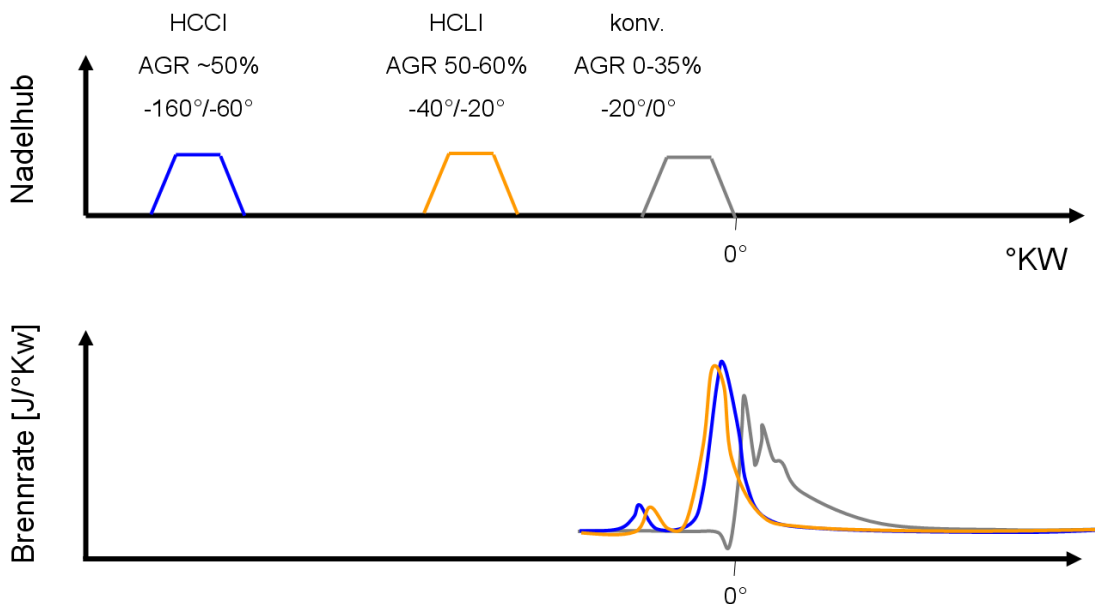 HCCI
AGR ~50%
-160°/-60°
HCLI
AGR 50-60%
-40°/-20°
konv.
AGR 0-35%
-20°/0°
Nadelhub
0°
°KW
Brennrate [J/°Kw]
0°